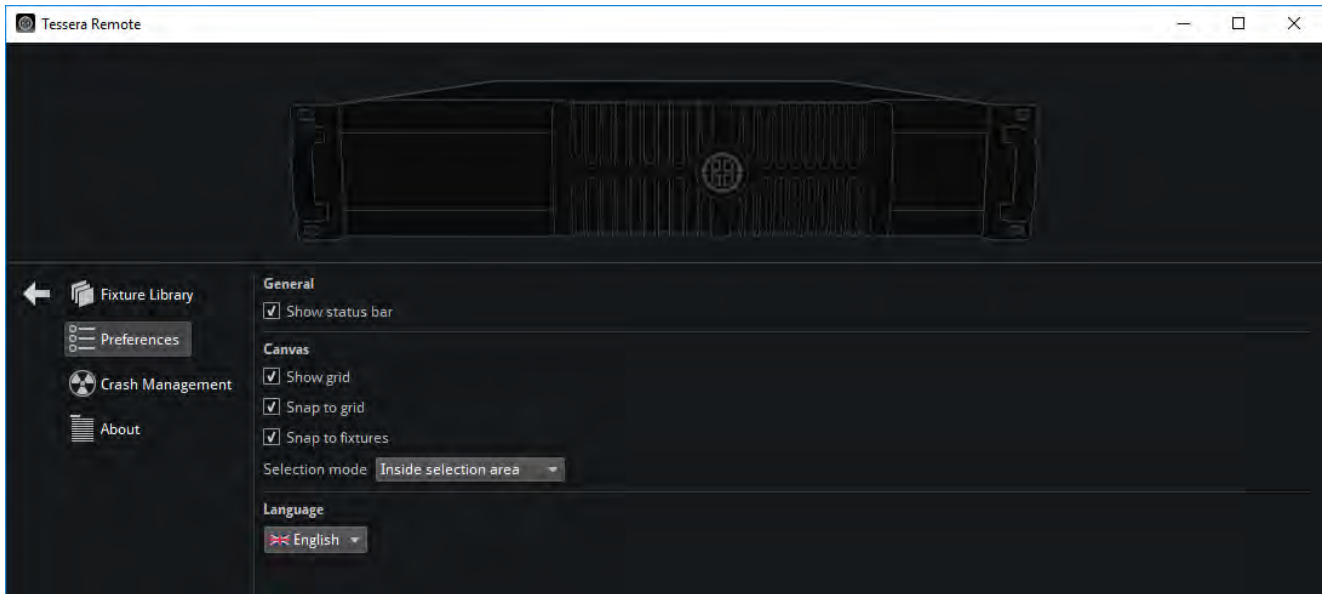 Tessera Remote
Fixture Library
Preferences
Crash Management
About
General
Show status bar
Canvas
Show grid
Snap to grid
Snap to fixtures
Selection mode Inside selection area
Language
English